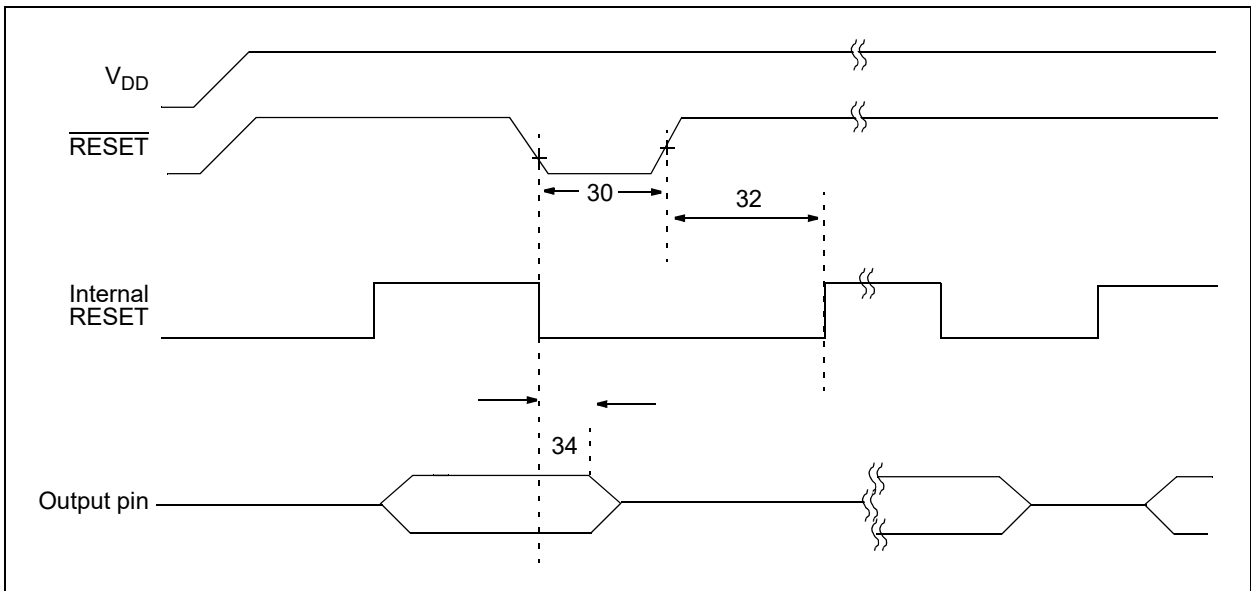 VDD
RESET
30
32
Internal
RESET
34
Output pin